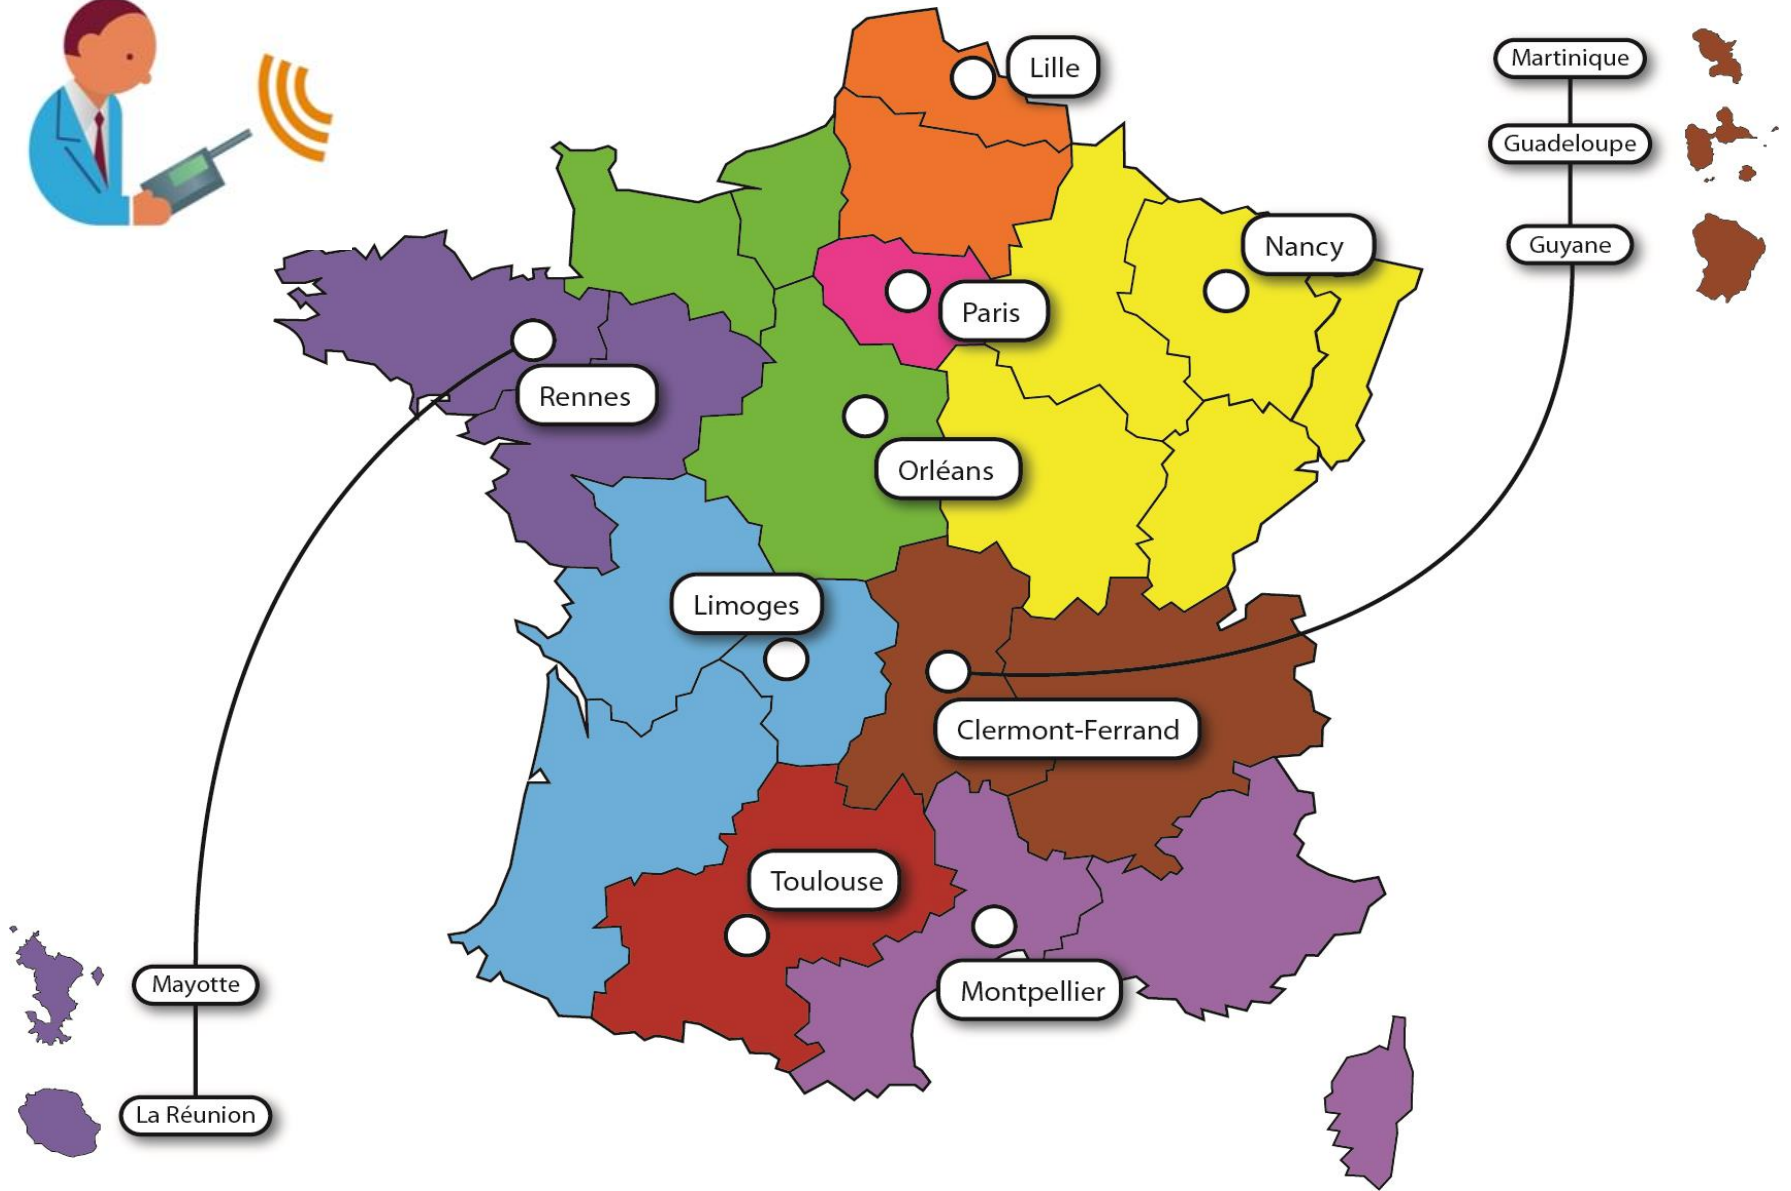 Lille
Martinique
Guadeloupe
Guyane
Nancy
Paris
Rennes
Orléans
Limoges
Clermont-Ferrand
Toulouse
Montpellier
Mayotte
La Réunion